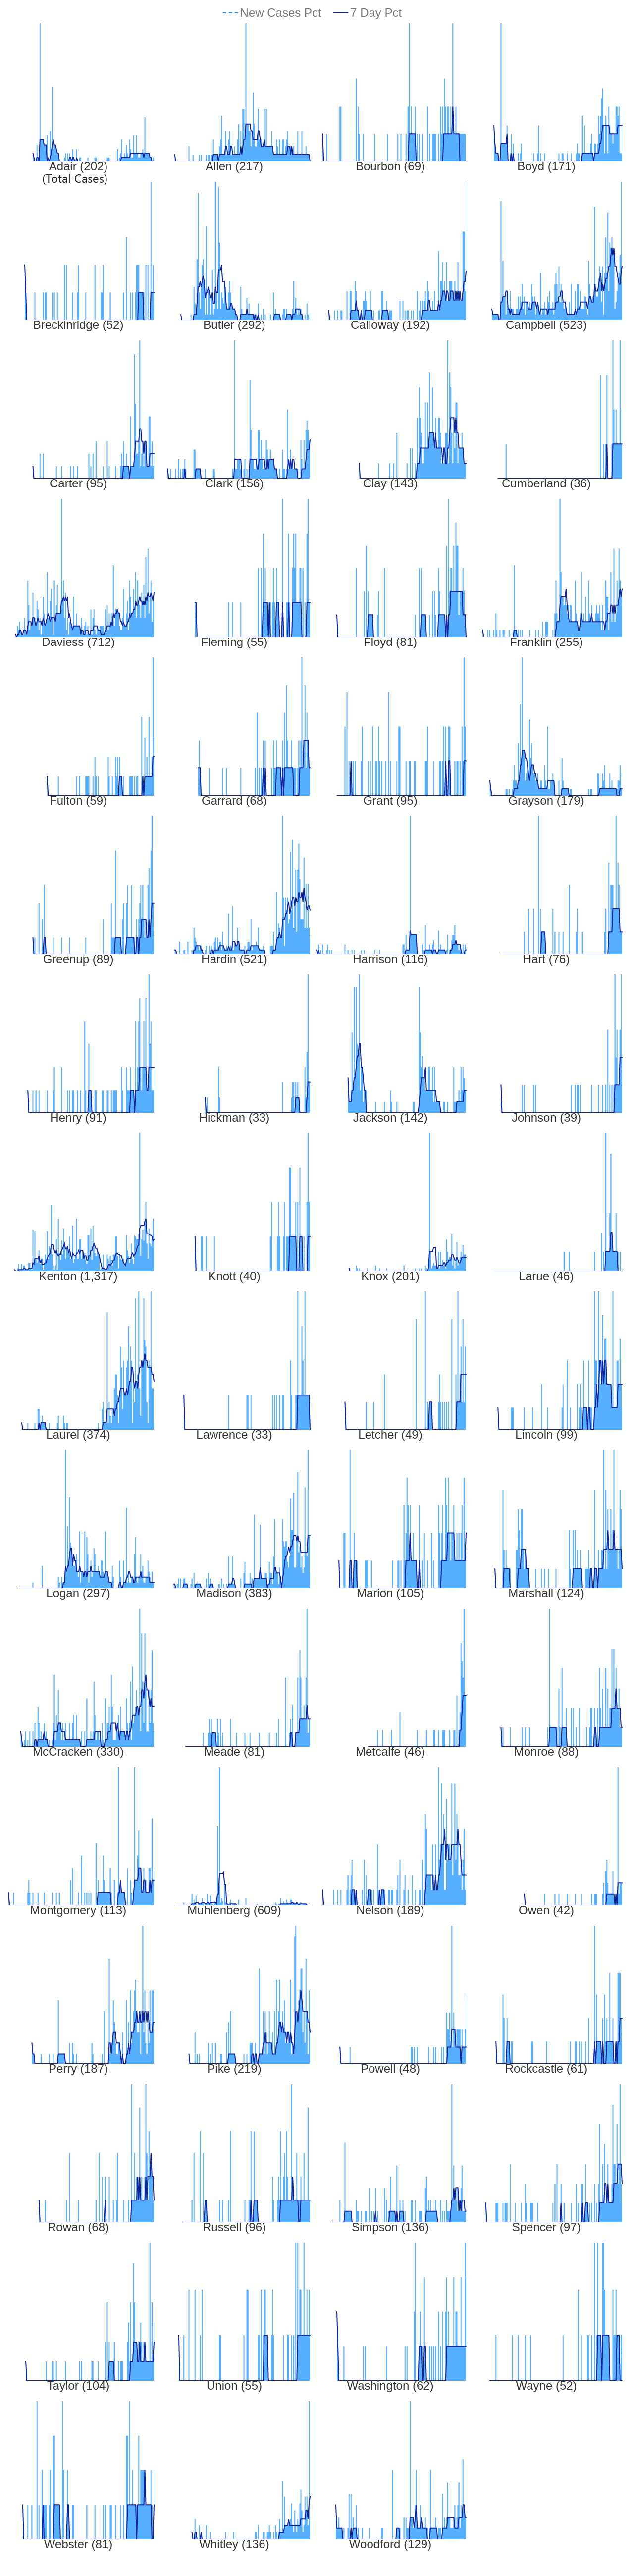 New Cases Pct 7 Day Pct
Adair (202) Allen (217) Bourbon (69) Boyd (171)
(Total Cases)
Breckinridge (52) Butler (292) Calloway (192) Campbell (523)
Carter (95) Clark (156) Clay (143) Cumberland (36)
Daviess (712) Fleming (55) Floyd (81) Franklin (255)
Fulton (59) Garrard (68) Grant (95) Grayson (179)
Greenup (89) Hardin (521) Harrison (116) Hart (76)
Henry (91) Hickman (33) Jackson (142) Johnson (39)
Kenton (1,317) Knott (40) Knox (201) Larue (46)
Laurel (374) Lawrence (33) Letcher (49) Lincoln (99)
Logan (297) Madison (383) Marion (105) Marshall (124)
McCracken (330) Meade (81) Metcalfe (46) Monroe (88)
Montgomery (113) Muhlenberg (609) Nelson (189) Owen (42)
Perry (187) Pike (219) Powell (48) Rockcastle (61)
Rowan (68) Russell (96) Simpson (136) Spencer (97)
Taylor (104) Union (55) Washington (62) Wayne (52)
Webster (81) Whitley (136) Woodford (129)